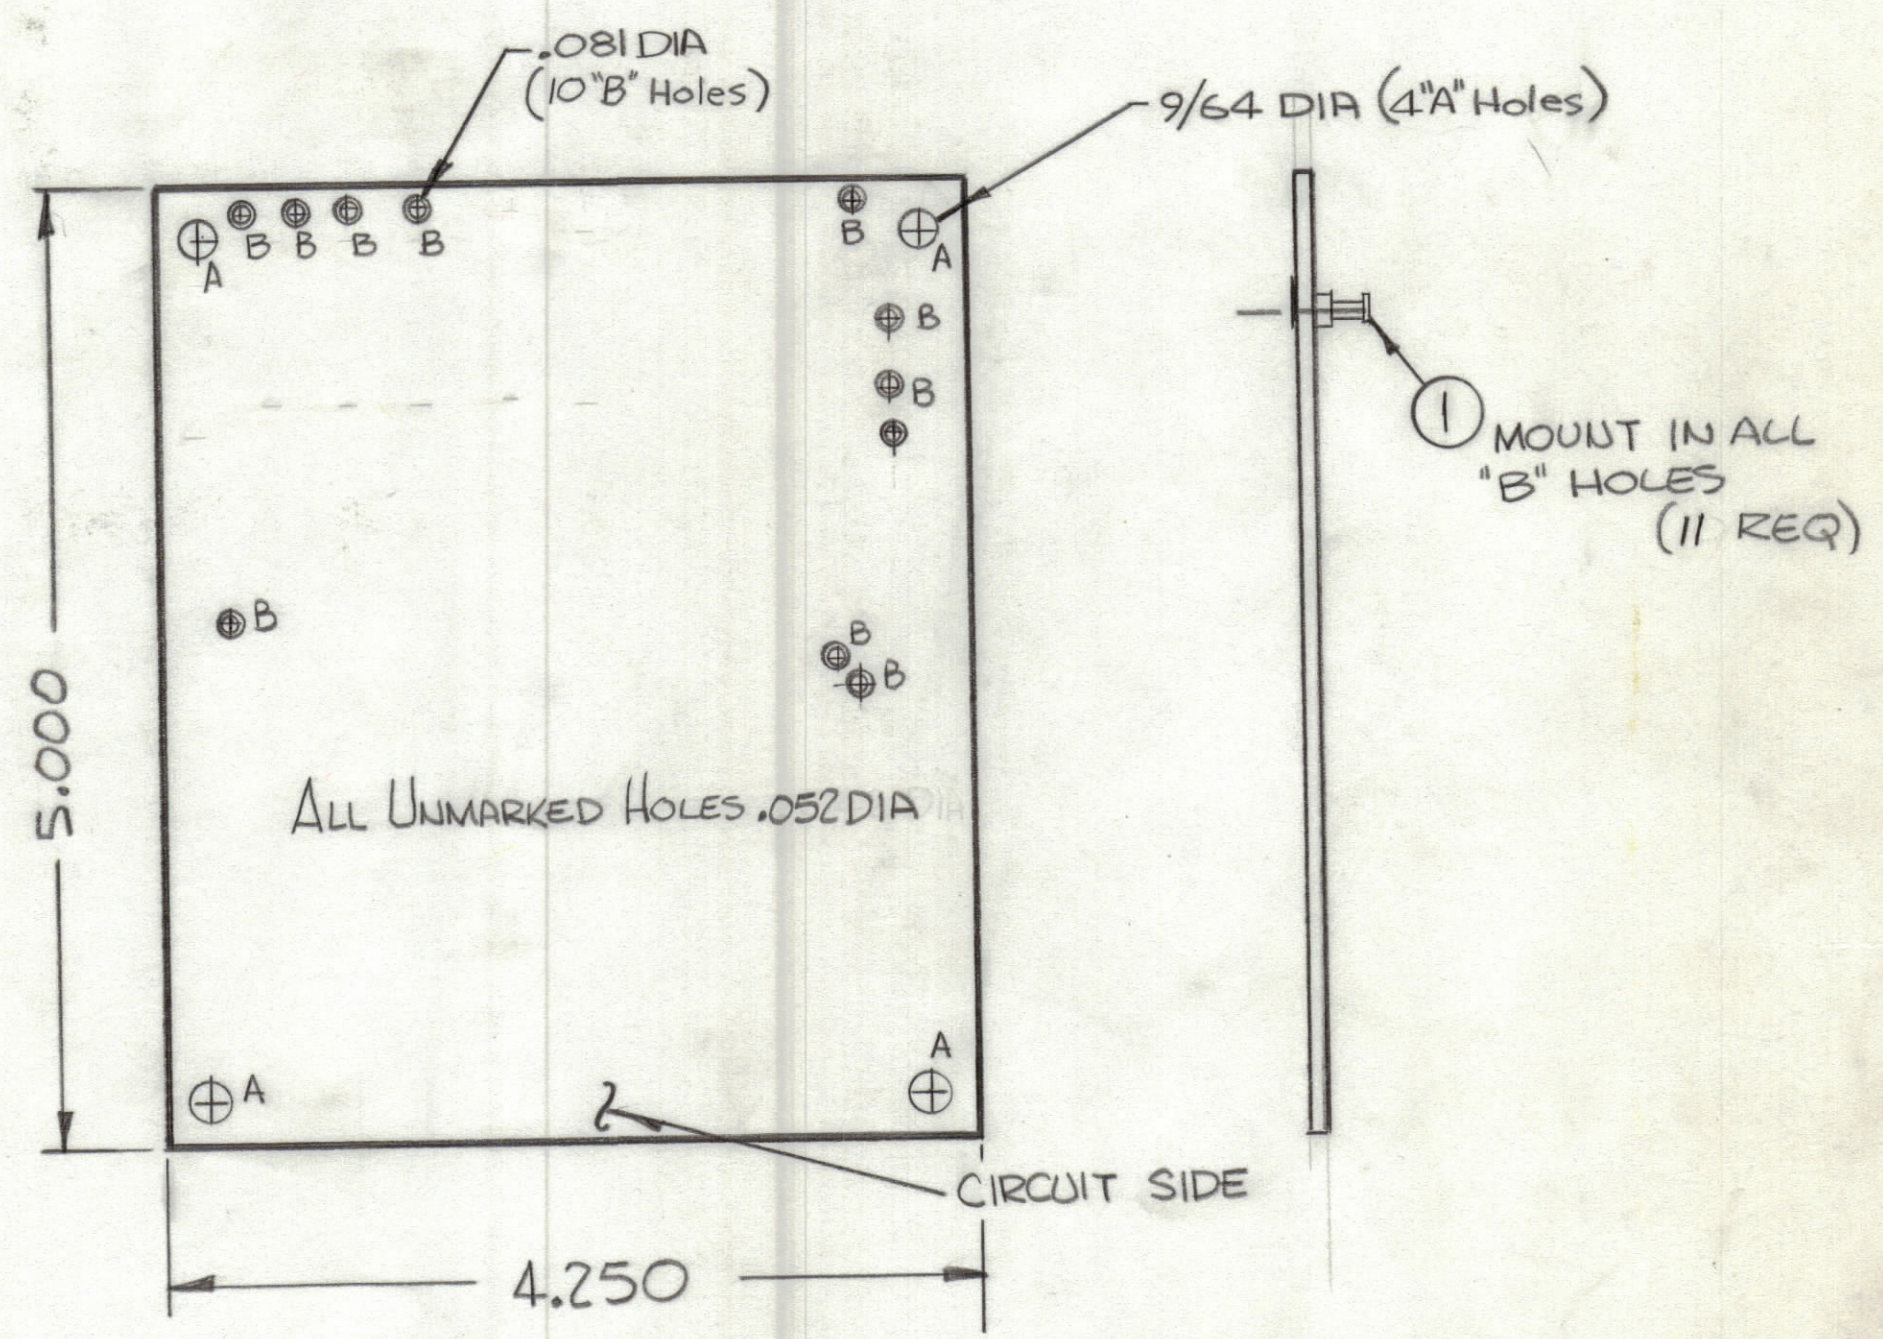 .081 DIA
(10 "B" Holes)
9/64 DIA (4 "A" Holes)
B
B
B
B
B
A
A
B
B
1
MOUNT IN ALL
"B" HOLES
(11 REQ)
B
B
B
5.000
ALL UNMARKED HOLES .052 DIA
A
A
CIRCUIT SIDE
4.250